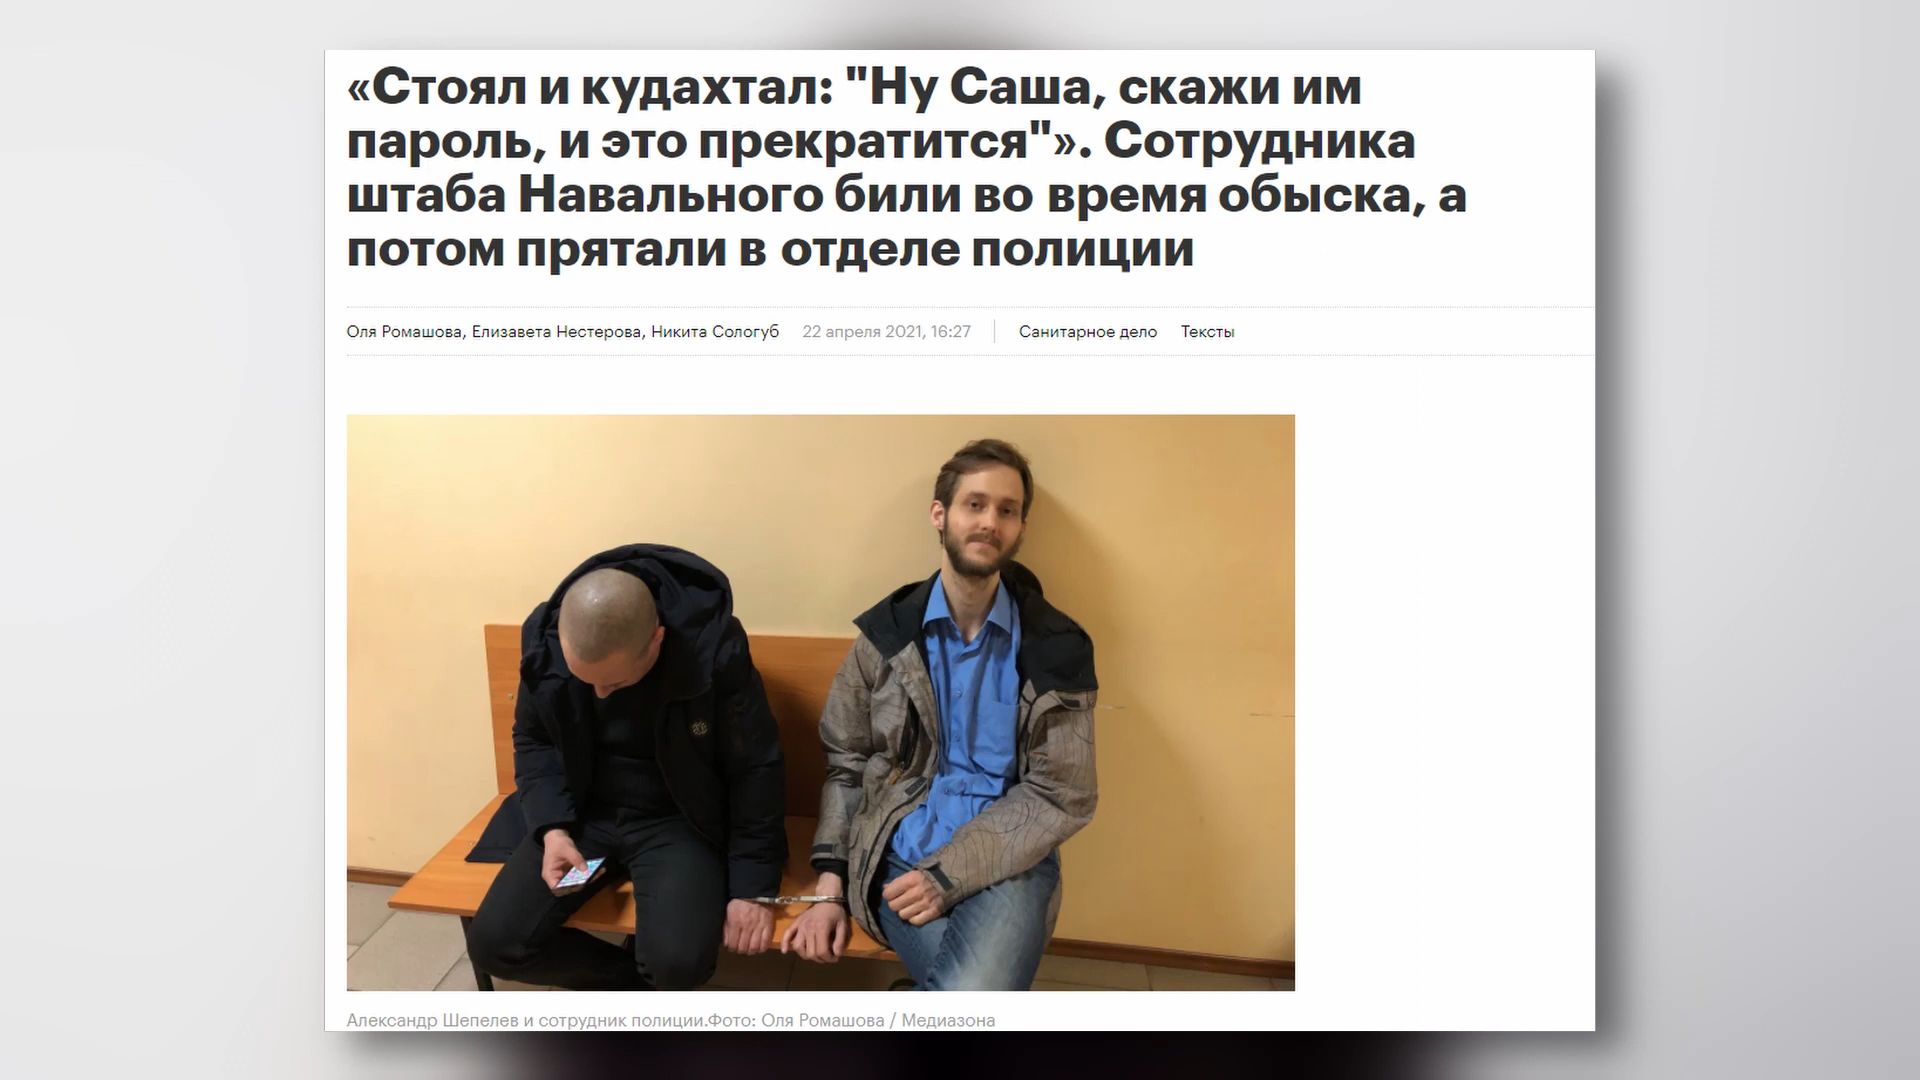 «Стоял и кудахтал: "Ну Саша, скажи им
пароль, и это прекратится"». Сотрудника
штаба Навального били во время обыска, а
потом прятали в отделе полиции
Оля Ромашова, Елизавета Нестерова, Никита Сологуб 22 апреля 2021, 16:27 Санитарное дело Тексты
Александр Шепелев и сотрудник полиции.Фото: Оля Ромашова / Медиазона